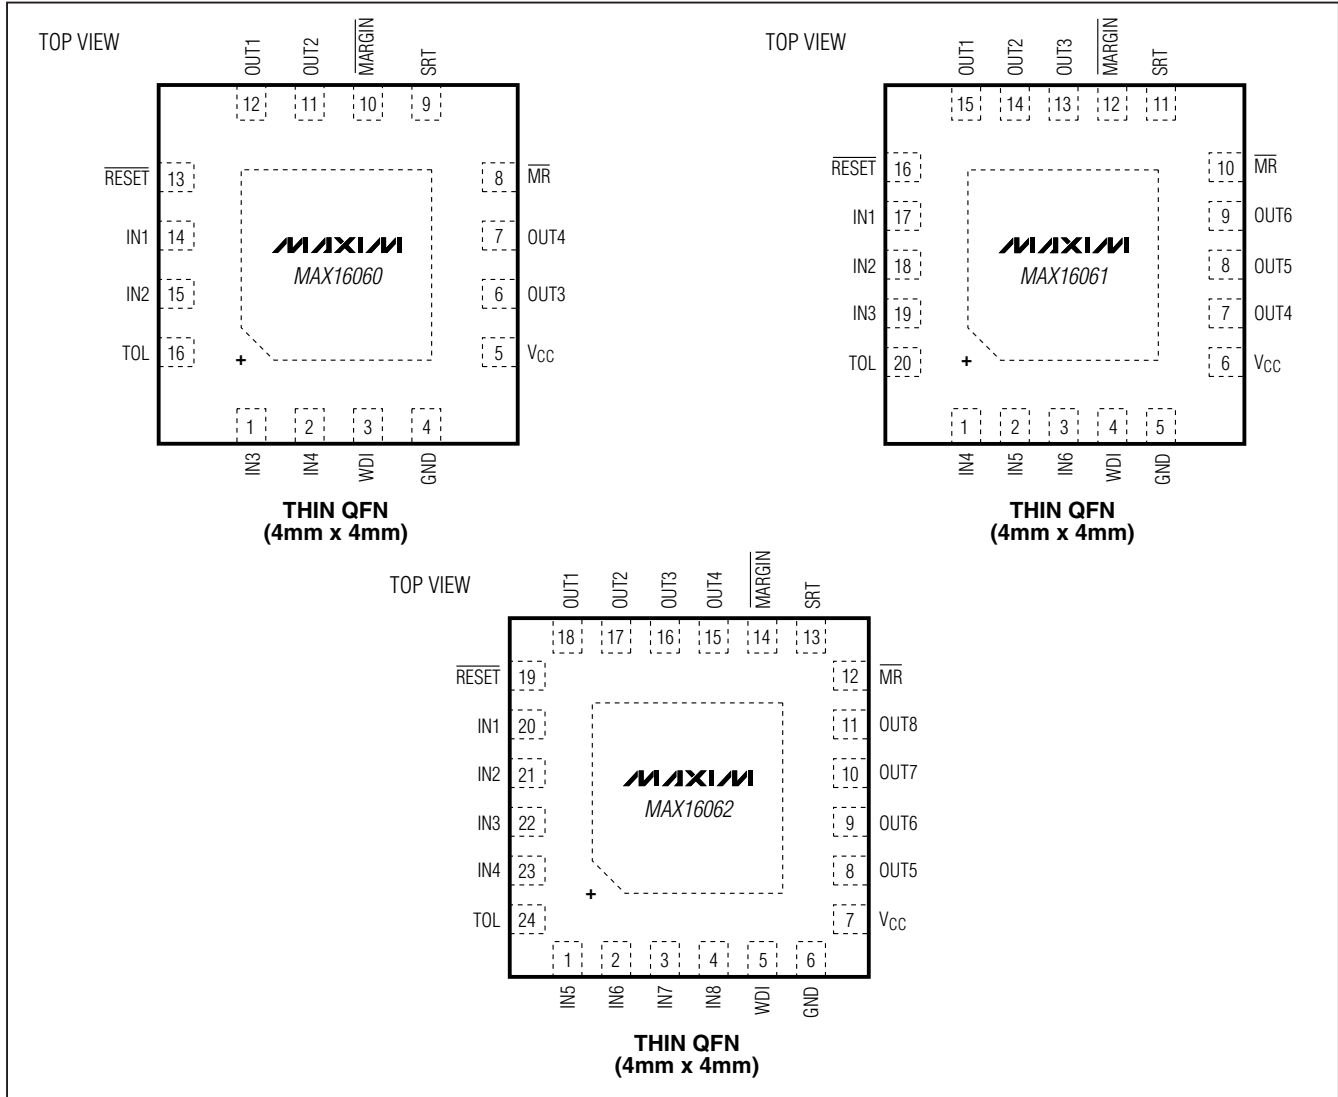 TOP VIEW
OUT1 OUT2 MARGIN SRT
12 11 10 9
RESET 13 8 MR
IN1 14 7 OUT4
IN2 15 6 OUT3
TOL 16 5 VCC
MAXIM
MAX16060
+
1 2 3 4
IN3 IN4 WDI GND
THIN QFN
(4mm x 4mm)
TOP VIEW
OUT1 OUT2 OUT3 MARGIN SRT
15 14 13 12 11
RESET 16 10 MR
IN1 17 9 OUT6
IN2 18 8 OUT5
IN3 19 7 OUT4
TOL 20 6 VCC
MAXIM
MAX16061
+
1 2 3 4 5
IN4 IN5 IN6 WDI GND
THIN QFN
(4mm x 4mm)
TOP VIEW
OUT1 OUT2 OUT3 OUT4 MARGIN SRT
18 17 16 15 14 13
RESET 19 12 MR
IN1 20 11 OUT8
IN2 21 10 OUT7
IN3 22 9 OUT6
IN4 23 8 OUT5
TOL 24 7 VCC
MAXIM
MAX16062
+
1 2 3 4 5 6
IN5 IN6 IN7 IN8 WDI GND
THIN QFN
(4mm x 4mm)